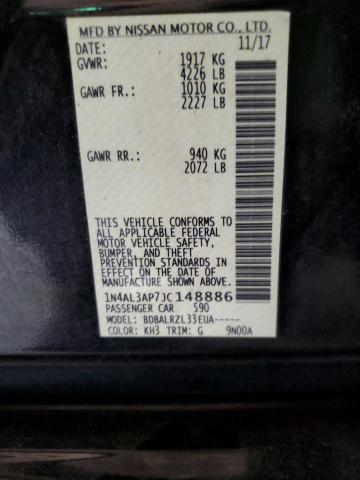 MFD BY NISSAN MOTOR CO., LTD.
DATE: 11/17
GVWR: 1917 KG
4226 LB
GAWR FR.: 1010 KG
2227 LB
GAWR RR.: 940 KG
2072 LB
THIS VEHICLE CONFORMS TO
ALL APPLICABLE FEDERAL
MOTOR VEHICLE SAFETY,
BUMPER, AND THEFT
PREVENTION STANDARDS IN
EFFECT ON THE DATE OF
MANUFACTURE SHOWN ABOVE.
1N4AL3AP7JC148886
PASSENGER CAR 590
MODEL: BDBALRZL33EUA-----
COLOR: KH3 TRIM: G 9N00A